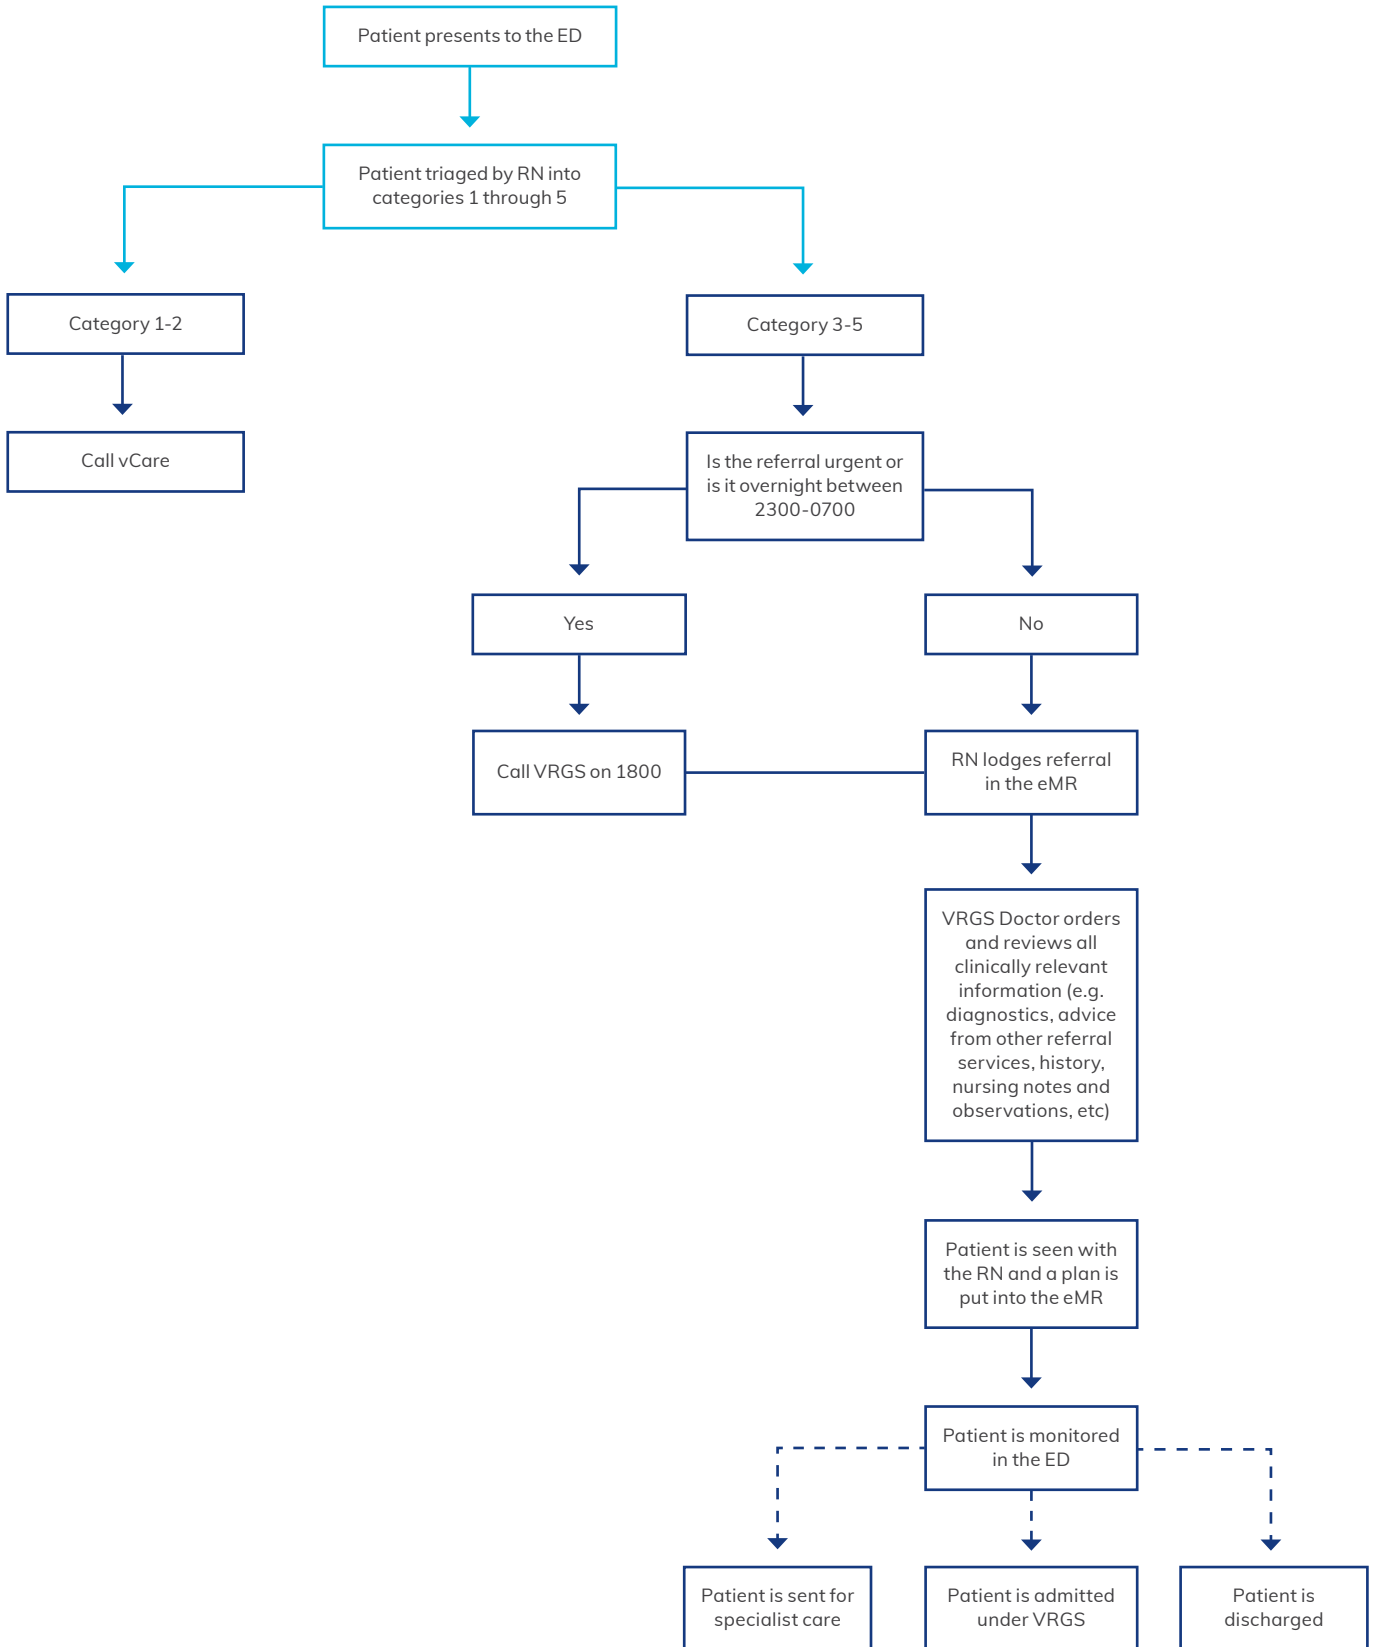 Patient presents to the ED
Patient triaged by RN into
categories 1 through 5
Category 1-2
Category 3-5
Call vCare
Is the referral urgent or
is it overnight between
2300-0700
Yes
No
Call VRGS on 1800
RN lodges referral
in the eMR
VRGS Doctor orders
and reviews all
clinically relevant
information (e.g.
diagnostics, advice
from other referral
services, history,
nursing notes and
observations, etc)
Patient is seen with
the RN and a plan is
put into the eMR
Patient is monitored
in the ED
Patient is sent for
specialist care
Patient is admitted
under VRGS
Patient is
discharged